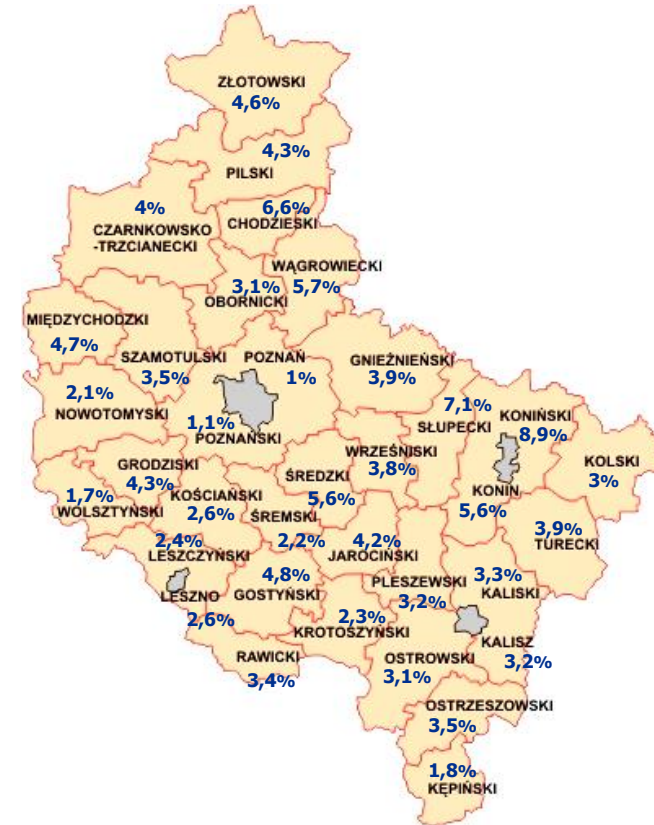 ZŁOTOWSKI
4,6%
4,3%
PILSKI
4%
CZARNKOWSKO
-TRZCIANECKI
6,6%
CHODZIESKI
WĄGROWIECKI
5,7%
3,1%
OBORNICKI
MIĘDZYCHODZKI
4,7%
SZAMOTULSKI
3,5%
POZNAŃ
1%
GNIEŹNIEŃSKI
3,9%
2,1%
NOWOTOMYSKI
1,1%
POZNAŃSKI
7,1%
SŁUPECKI
KONIŃSKI
8,9%
WRZEŚNISKI
3,8%
KOLSKI
3%
GRODZISKI
4,3%
ŚREDZKI
5,6%
KONIN
5,6%
1,7%
WOLSZTYŃSKI
KOŚCIAŃSKI
2,6%
ŚREMSKI
2,2%
3,9%
TURECKI
2,4%
LESZCZYŃSKI
4,2%
JAROCIŃSKI
4,8%
GOSTYŃSKI
PLESZEWSKI
3,2%
3,3%
KALISKI
LESZNO
2,6%
2,3%
KROTOSZYŃSKI
KALISZ
3,2%
RAWICKI
3,4%
OSTROWSKI
3,1%
OSTRZESZOWSKI
3,5%
1,8%
KĘPIŃSKI